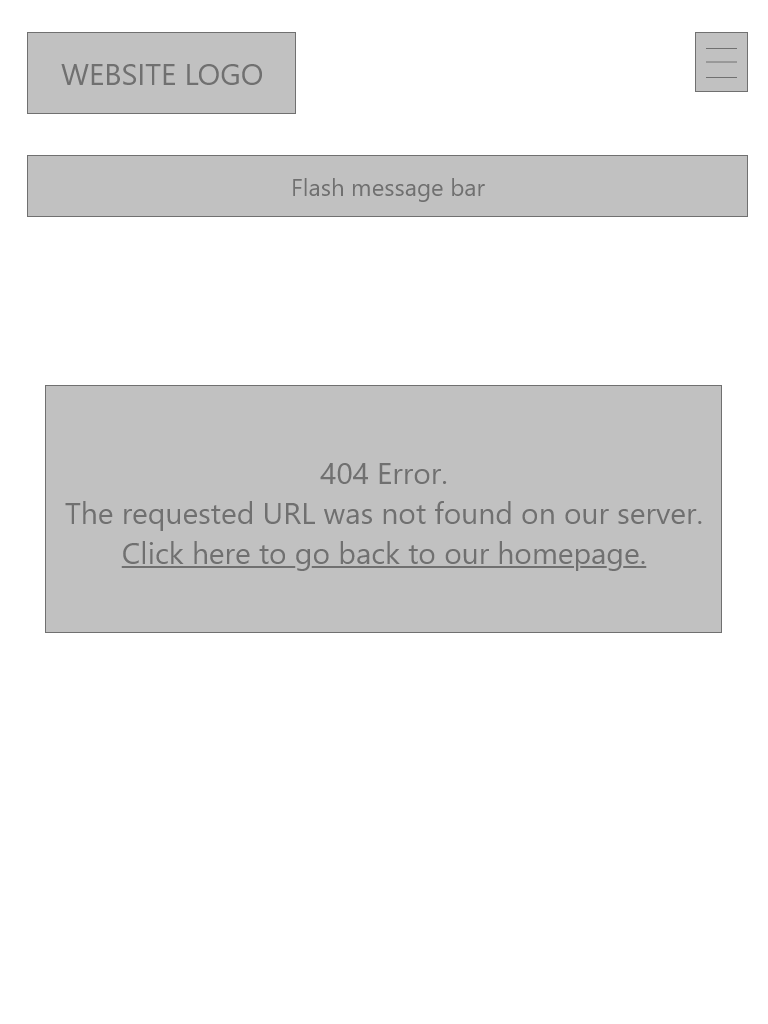 WEBSITE LOGO
Flash message bar
404 Error.
The requested URL was not found on our server.
Click here to go back to our homepage.